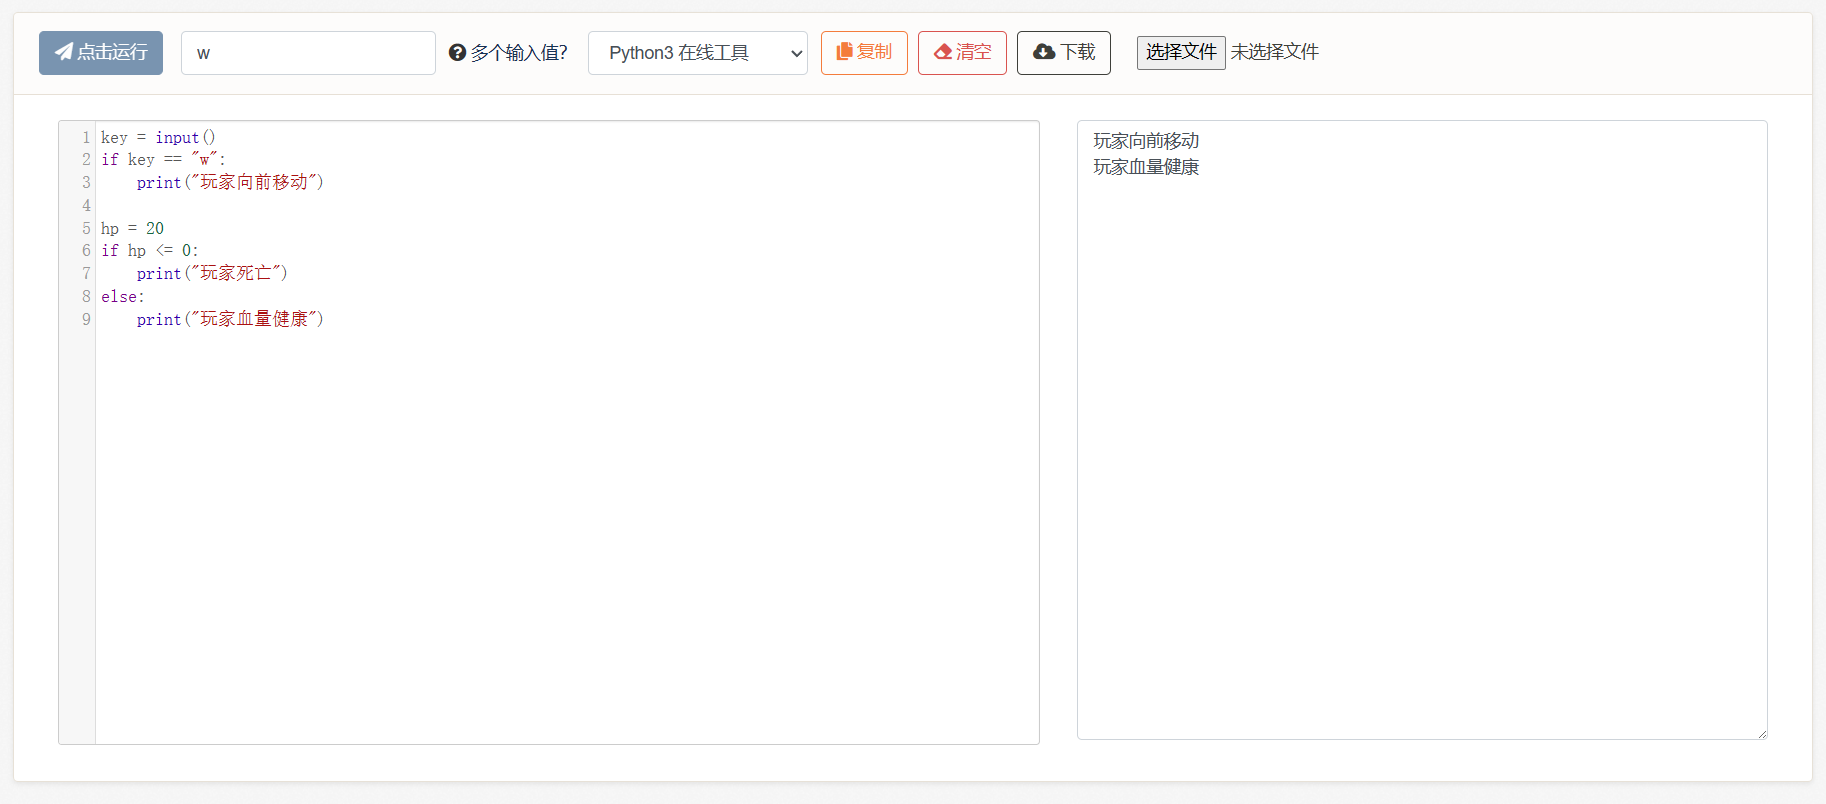 点击运行 w 多个输入值? Python3 在线工具 复制 清空 下载 选择文件 未选择文件
1 key = input()
2 if key == "w":
3     print("玩家向前移动")
4
5 hp = 20
6 if hp <= 0:
7     print("玩家死亡")
8 else:
9     print("玩家血量健康")
玩家向前移动
玩家血量健康